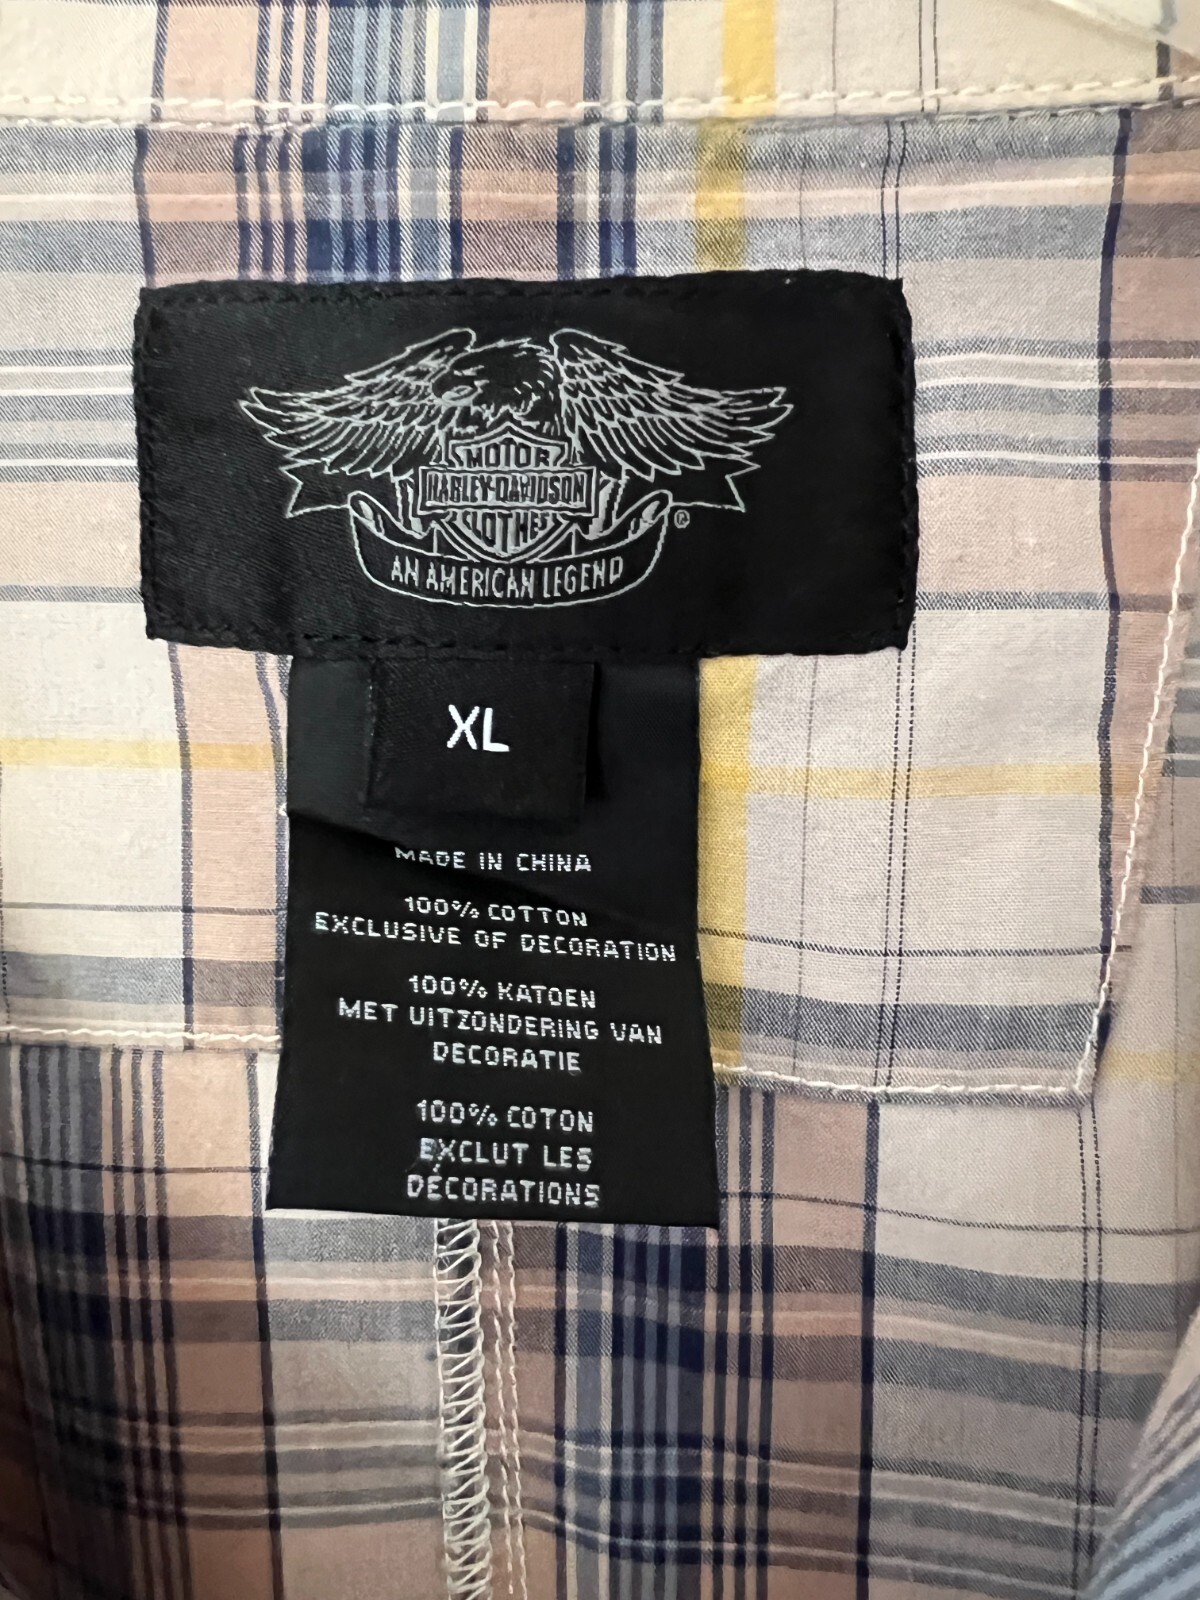 MOTOR
HARLEY-DAVIDSON
CLOTHES
®
AN AMERICAN LEGEND
XL
MADE IN CHINA
100% COTTON
EXCLUSIVE OF DECORATION
100% KATOEN
MET UITZONDERING VAN
DECORATIE
100% COTON
EXCLUT LES
DÉCORATIONS